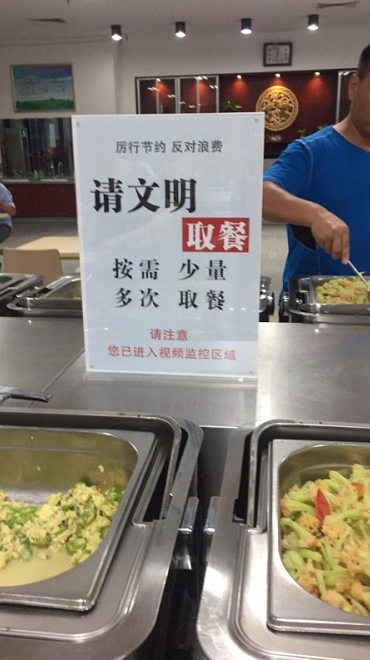 厉行节约 反对浪费
请文明
取餐
按需 少量
多次 取餐
请注意
您已进入视频监控区域